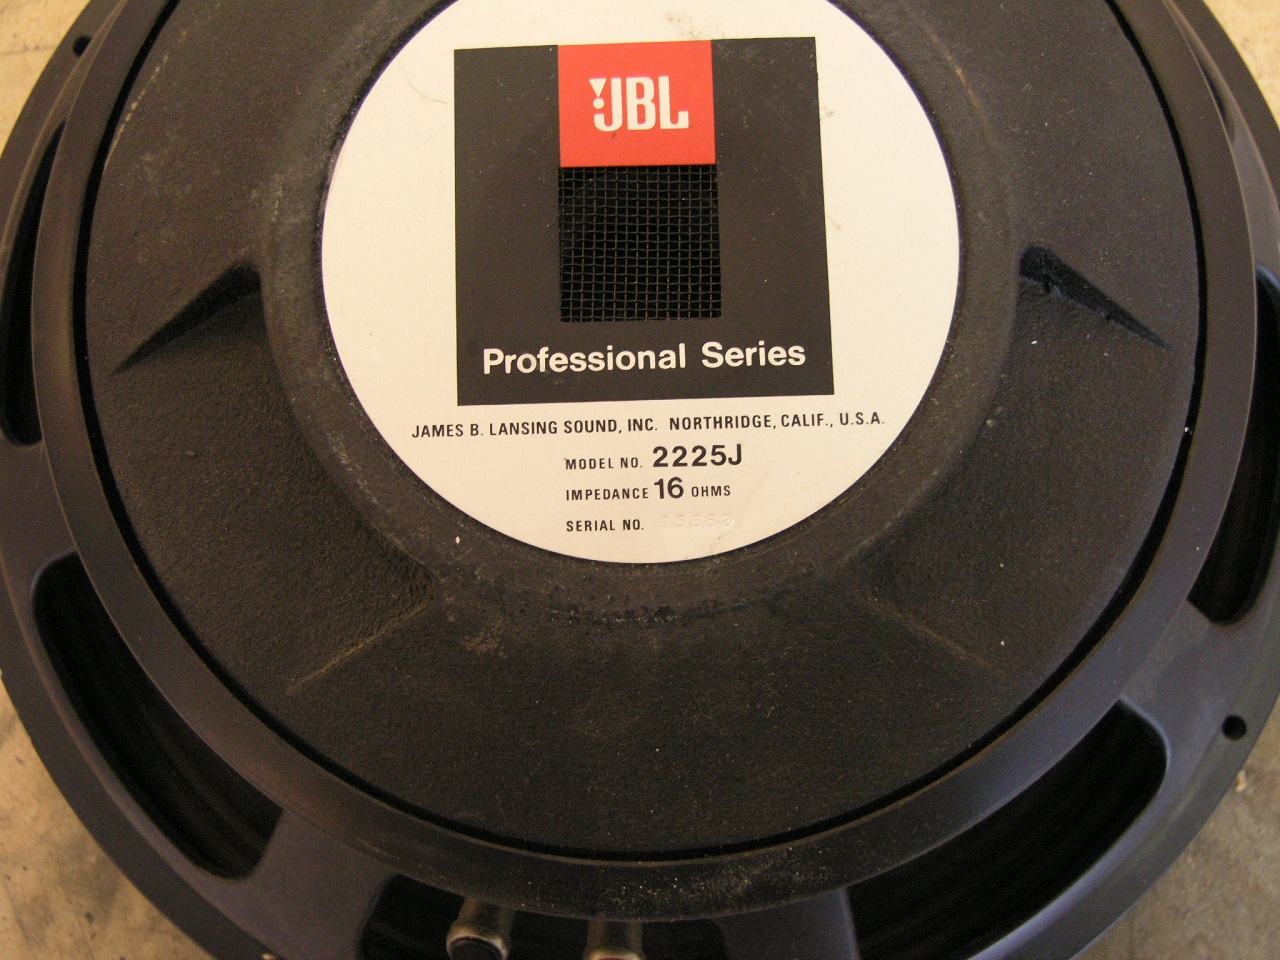 JBL
Professional Series
JAMES B. LANSING SOUND, INC. NORTHRIDGE, CALIF., U.S.A.
MODEL NO. 2225J
IMPEDANCE 16 OHMS
SERIAL NO.